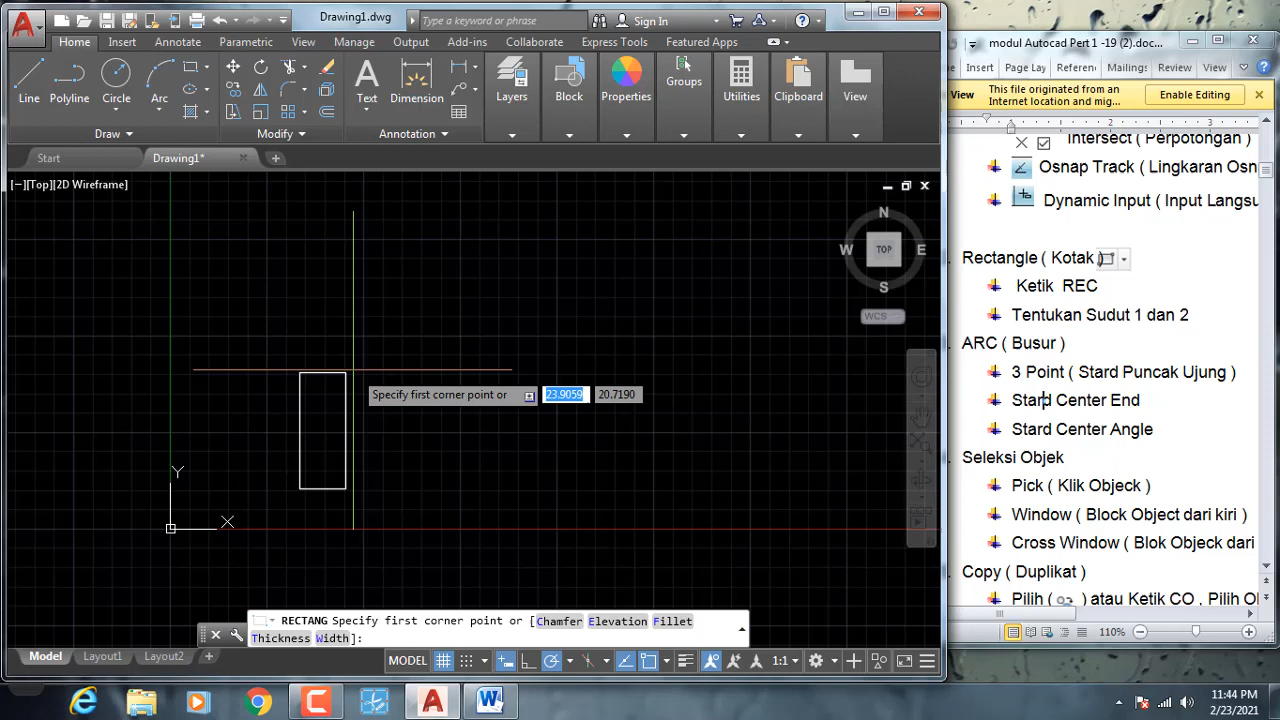 Drawing1.dwg
Type a keyword or phrase
Sign In
Home Insert Annotate Parametric View Manage Output Add-ins Collaborate Express Tools Featured Apps
Line Polyline Circle Arc Text Dimension Layers Block Properties Groups Utilities Clipboard View
Draw Modify Annotation
Start Drawing1*
[−][Top][2D Wireframe]
N
W TOP E
S
WCS
Specify first corner point or 23.9059 20.7190
Y
X
RECTANG Specify first corner point or [Chamfer Elevation Fillet
Thickness Width]:
Model Layout1 Layout2 +
MODEL 1:1
modul Autocad Pert 1 -19 (2).doc...
Insert Page Lay Referenc Mailings Review View
View This file originated from an
Internet location and mig...
Enable Editing
1 2 3
Intersect ( Perpotongan )
Osnap Track ( Lingkaran Osn
Dynamic Input ( Input Langsu
Rectangle ( Kotak )
Ketik REC
Tentukan Sudut 1 dan 2
ARC ( Busur )
3 Point ( Stard Puncak Ujung )
Stard Center End
Stard Center Angle
Seleksi Objek
Pick ( Klik Objeck )
Window ( Block Object dari kiri )
Cross Window ( Blok Objeck dari
Copy ( Duplikat )
Pilih ( ) atau Ketik CO , Pilih O
110%
11:44 PM
2/23/2021